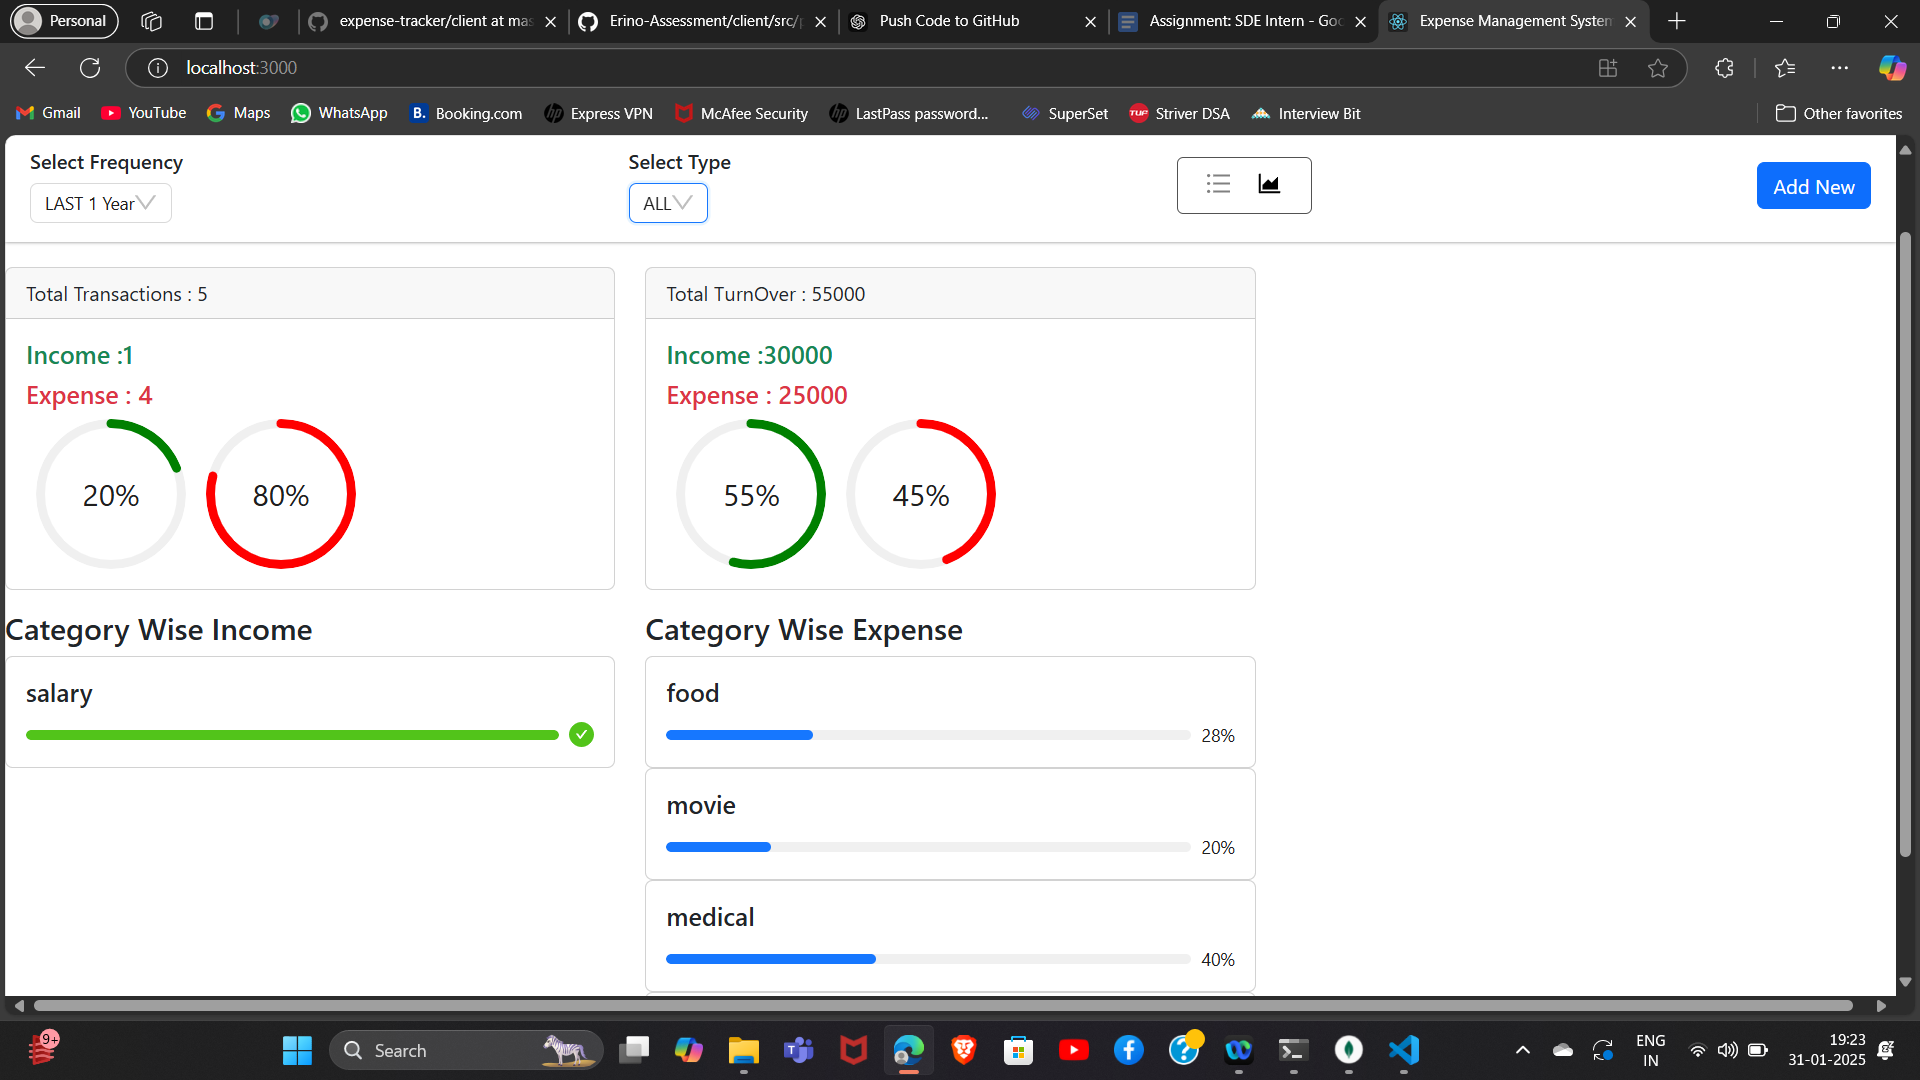 Personal
expense-tracker/client at mas
Erino-Assessment/client/src/p
Push Code to GitHub
Assignment: SDE Intern - Goo
Expense Management System
localhost:3000
Gmail
YouTube
Maps
WhatsApp
B. Booking.com
Express VPN
McAfee Security
LastPass password...
SuperSet
TUF Striver DSA
Interview Bit
Other favorites
Select Frequency
Select Type
LAST 1 Year
ALL
Add New
Total Transactions : 5
Income :1
Expense : 4
20%
80%
Total TurnOver : 55000
Income :30000
Expense : 25000
55%
45%
Category Wise Income
salary
Category Wise Expense
food
28%
movie
20%
medical
40%
9+
Search
ENG
IN
19:23
31-01-2025